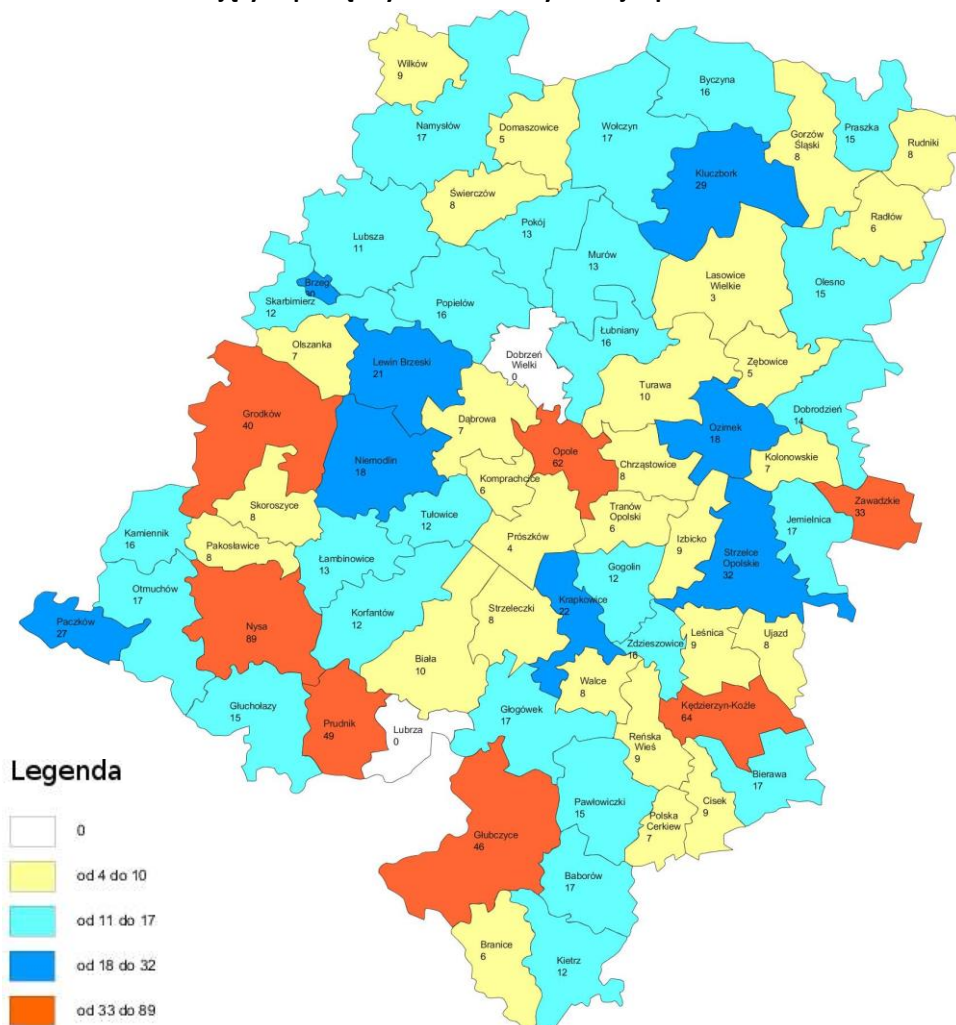 Wilków
9
Namysłów
17
Domaszowice
5
Wołczyn
17
Byczyna
16
Gorzów
Śląski
8
Praszka
15
Rudniki
8
Kluczbork
29
Świerczów
8
Radłów
6
Lubsza
11
Pokój
13
Murów
13
Lasowice
Wielkie
3
Olesno
15
Brzeg
Skarbimierz
12
Popielów
16
Łubniany
16
Olszanka
7
Lewin Brzeski
21
Dobrzeń
Wielki
0
Zębowice
5
Turawa
10
Grodków
40
Dąbrowa
7
Dobrodzień
14
Ozimek
18
Opole
62
Niemodlin
18
Chrząstowice
8
Kolonowskie
7
Komprachcice
6
Skoroszyce
8
Zawadzkie
33
Tułowice
12
Tranów
Opolski
6
Kamiennik
16
Prószków
4
Izbicko
9
Jemielnica
17
Pakosławice
8
Łambinowice
13
Strzelce
Opolskie
32
Gogolin
12
Otmuchów
17
Krapkowice
22
Korfantów
12
Strzeleczki
8
Paczków
27
Nysa
89
Zdzieszowice
16
Leśnica
9
Ujazd
8
Biała
10
Walce
8
Głuchołazy
15
Prudnik
49
Lubrza
0
Głogówek
17
Kędzierzyn-Koźle
64
Reńska
Wieś
9
Bierawa
17
Cisek
9
Pawłowiczki
15
Polska
Cerkiew
7
Głubczyce
46
Baborów
17
Branice
6
Kietrz
12
Legenda
0
od 4 do 10
od 11 do 17
od 18 do 32
od 33 do 89